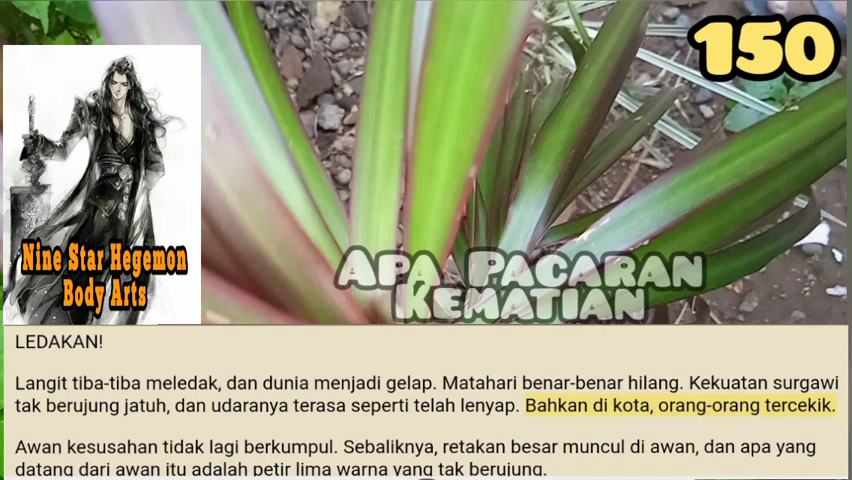 150
Nine Star Hegemon
Body Arts
APA PACARAN
KEMATIAN
LEDAKAN!
Langit tiba-tiba meledak, dan dunia menjadi gelap. Matahari benar-benar hilang. Kekuatan surgawi
tak berujung jatuh, dan udaranya terasa seperti telah lenyap. Bahkan di kota, orang-orang tercekik.
Awan kesusahan tidak lagi berkumpul. Sebaliknya, retakan besar muncul di awan, dan apa yang
datang dari awan itu adalah petir lima warna yang tak berujung.